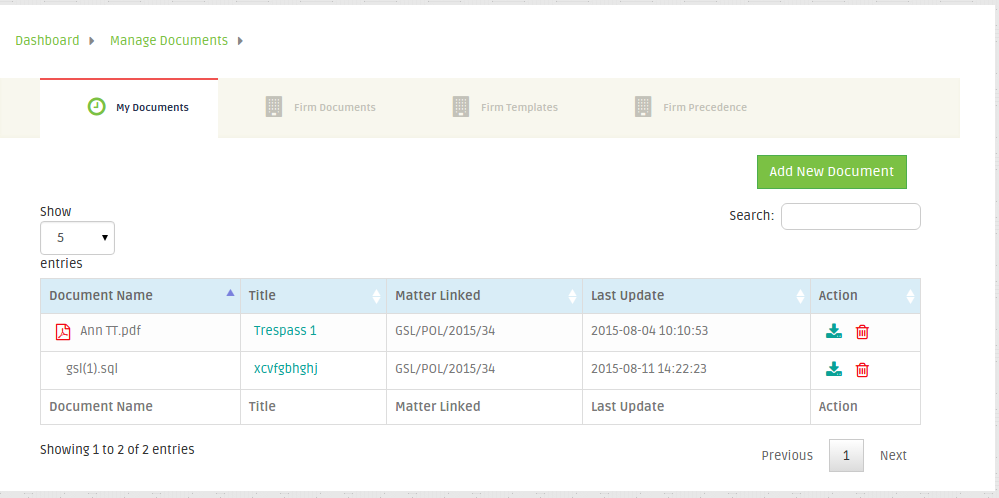 Dashboard Manage Documents
My Documents Firm Documents Firm Templates Firm Precedence
Add New Document
Show
Search:
5
entries
Document Name Title Matter Linked Last Update Action
Ann TT.pdf Trespass 1 GSL/POL/2015/34 2015-08-04 10:10:53
gsl(1).sql xcvfgbhghj GSL/POL/2015/34 2015-08-11 14:22:23
Document Name Title Matter Linked Last Update Action
Showing 1 to 2 of 2 entries
Previous 1 Next